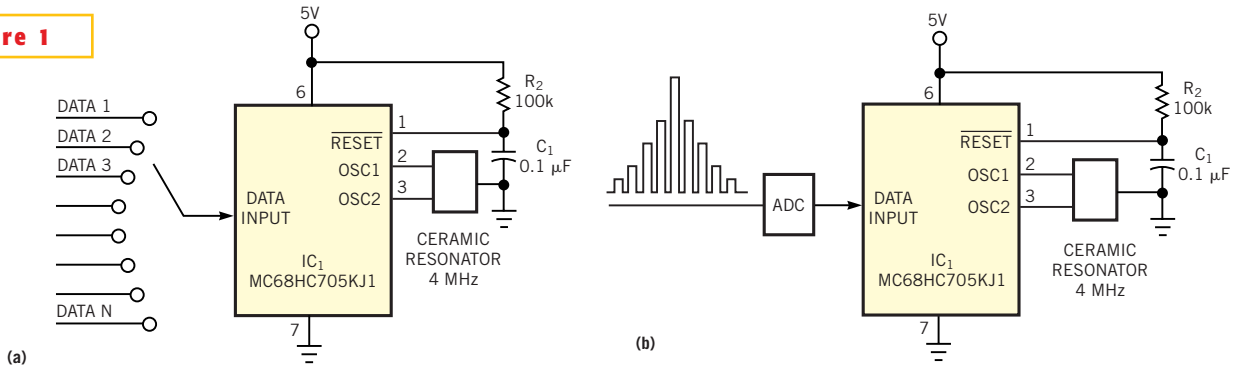 re 1
5V
6
R2
100k
1
RESET
C1
0.1 μF
2
OSC1
3
OSC2
DATA 1
DATA 2
DATA 3
DATA N
DATA
INPUT
IC1
MC68HC705KJ1
CERAMIC
RESONATOR
4 MHz
7
(a)
5V
6
R2
100k
1
RESET
C1
0.1 μF
2
OSC1
3
OSC2
ADC
DATA
INPUT
IC1
MC68HC705KJ1
CERAMIC
RESONATOR
4 MHz
7
(b)